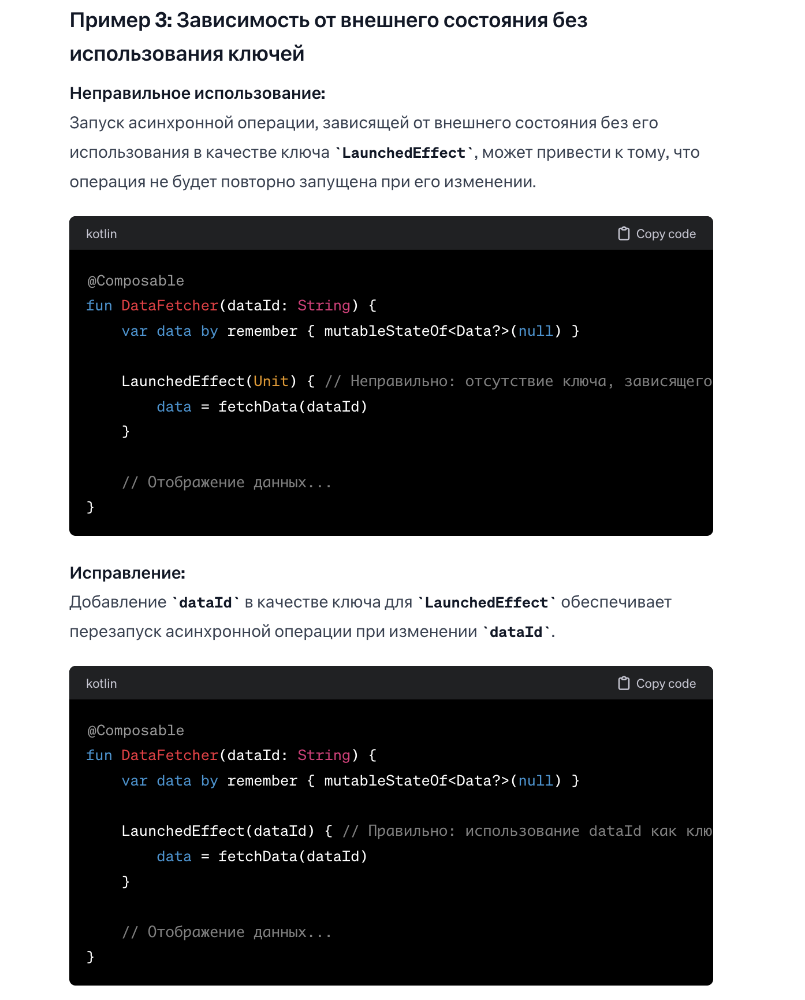 Пример 3: Зависимость от внешнего состояния без
использования ключей
Неправильное использование:
Запуск асинхронной операции, зависящей от внешнего состояния без его
использования в качестве ключа `LaunchedEffect`, может привести к тому, что
операция не будет повторно запущена при его изменении.
kotlin
Copy code
@Composable
fun DataFetcher(dataId: String) {
    var data by remember { mutableStateOf<Data?>(null) }
    LaunchedEffect(Unit) { // Неправильно: отсутствие ключа, зависящего
        data = fetchData(dataId)
    }
    // Отображение данных...
}
Исправление:
Добавление `dataId` в качестве ключа для `LaunchedEffect` обеспечивает
перезапуск асинхронной операции при изменении `dataId`.
kotlin
Copy code
@Composable
fun DataFetcher(dataId: String) {
    var data by remember { mutableStateOf<Data?>(null) }
    LaunchedEffect(dataId) { // Правильно: использование dataId как клю
        data = fetchData(dataId)
    }
    // Отображение данных...
}